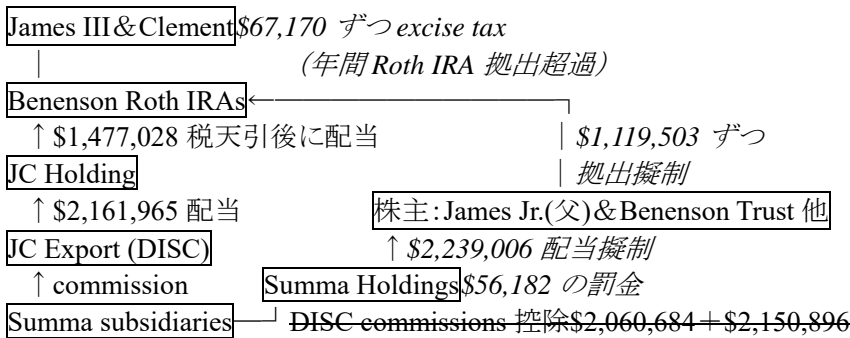 James III＆Clement $67,170 ずつ excise tax
｜ （年間 Roth IRA 拠出超過）
Benenson Roth IRAs←――――――――――┐
↑$1,477,028 税天引後に配当 ｜$1,119,503 ずつ
JC Holding ｜拠出擬制
↑$2,161,965 配当 株主：James Jr.(父)＆Benenson Trust 他
JC Export (DISC) ↑$2,239,006 配当擬制
↑commission Summa Holdings $56,182 の罰金
Summa subsidiaries─┘ DISC commissions 控除$2,060,684＋$2,150,896